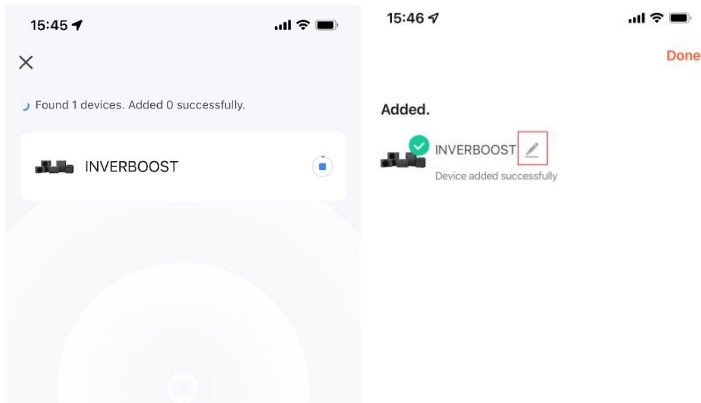 15:45
Found 1 devices. Added 0 successfully.
INVERBOOST
15:46
Done
Added.
INVERBOOST
Device added successfully